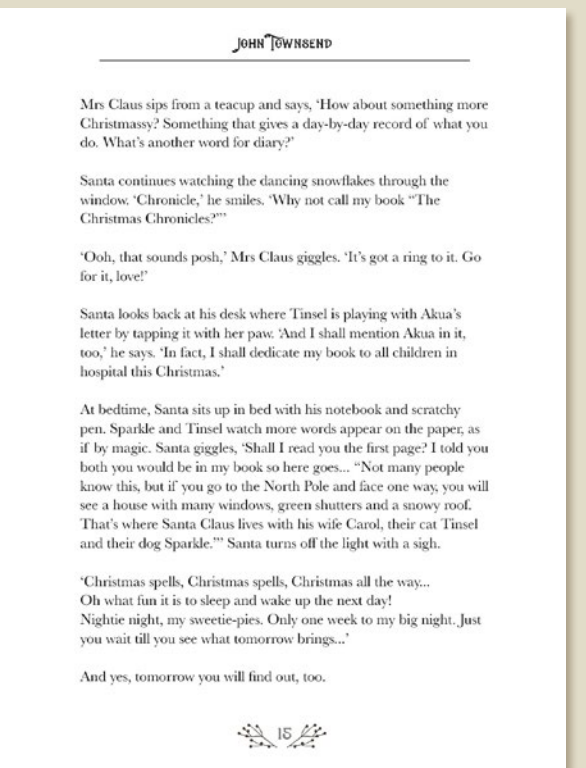 John Townsend
Mrs Claus sips from a teacup and says, ‘How about something more
Christmassy? Something that gives a day-by-day record of what you
do. What’s another word for diary?’
Santa continues watching the dancing snowflakes through the
window. ‘Chronicle,’ he smiles. ‘Why not call my book “The
Christmas Chronicles?”’
‘Ooh, that sounds posh,’ Mrs Claus giggles. ‘It’s got a ring to it. Go
for it, love!’
Santa looks back at his desk where Tinsel is playing with Akua’s
letter by tapping it with her paw. ‘And I shall mention Akua in it,
too,’ he says. ‘In fact, I shall dedicate my book to all children in
hospital this Christmas.’
At bedtime, Santa sits up in bed with his notebook and scratchy
pen. Sparkle and Tinsel watch more words appear on the paper, as
if by magic. Santa giggles, ‘Shall I read you the first page? I told you
both you would be in my book so here goes... “Not many people
know this, but if you go to the North Pole and face one way, you will
see a house with many windows, green shutters and a snowy roof.
That’s where Santa Claus lives with his wife Carol, their cat Tinsel
and their dog Sparkle.”’ Santa turns off the light with a sigh.
‘Christmas spells, Christmas spells, Christmas all the way...
Oh what fun it is to sleep and wake up the next day!
Nightie night, my sweetie-pies. Only one week to my big night. Just
you wait till you see what tomorrow brings...’
And yes, tomorrow you will find out, too.
15